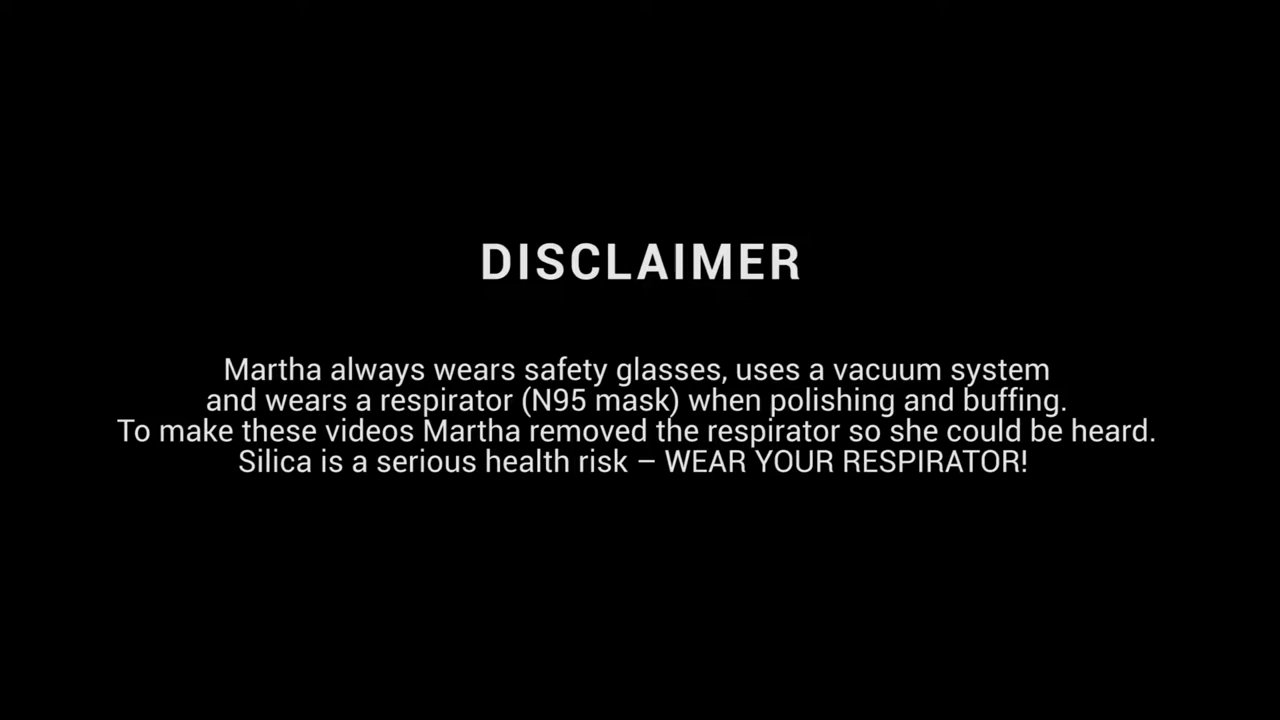 DISCLAIMER
Martha always wears safety glasses, uses a vacuum system
and wears a respirator (N95 mask) when polishing and buffing.
To make these videos Martha removed the respirator so she could be heard.
Silica is a serious health risk – WEAR YOUR RESPIRATOR!